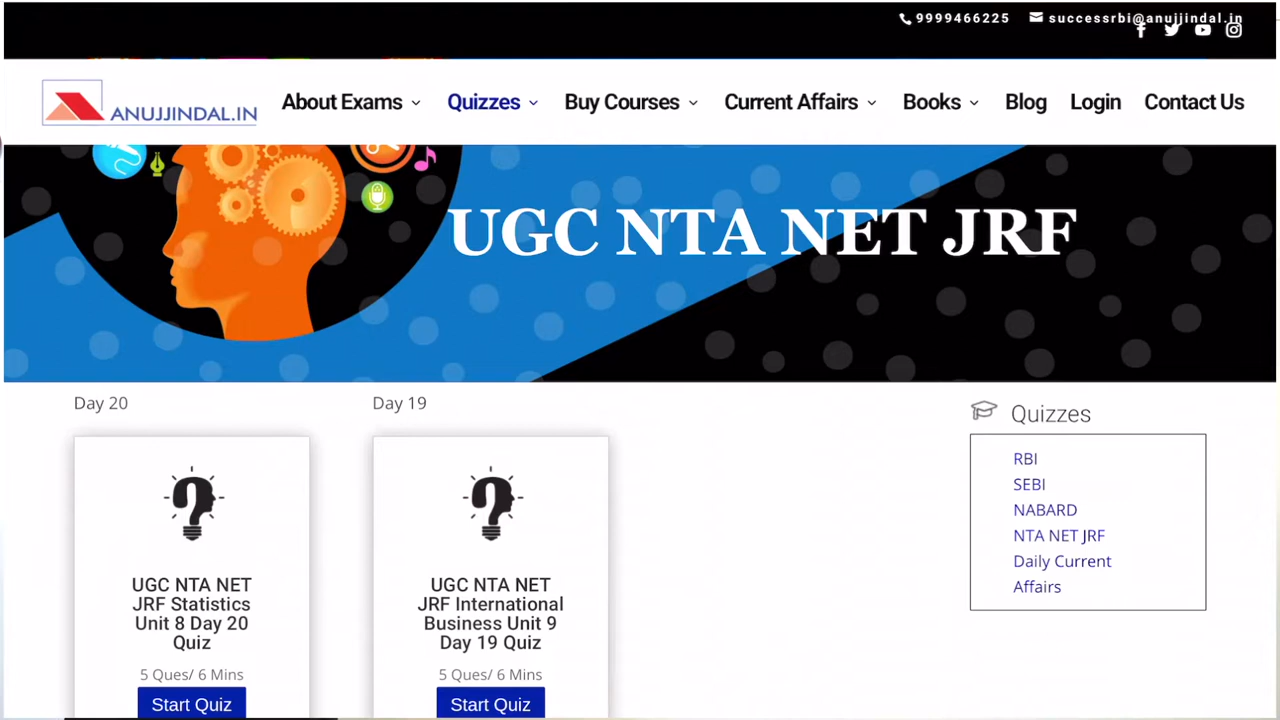 9999466225 successrbi@anujjindal.in
ANUJJINDAL.IN About Exams Quizzes Buy Courses Current Affairs Books Blog Login Contact Us
UGC NTA NET JRF
Day 20
Day 19
UGC NTA NET
JRF Statistics
Unit 8 Day 20
Quiz
5 Ques/ 6 Mins
Start Quiz
UGC NTA NET
JRF International
Business Unit 9
Day 19 Quiz
5 Ques/ 6 Mins
Start Quiz
Quizzes
RBI
SEBI
NABARD
NTA NET JRF
Daily Current
Affairs